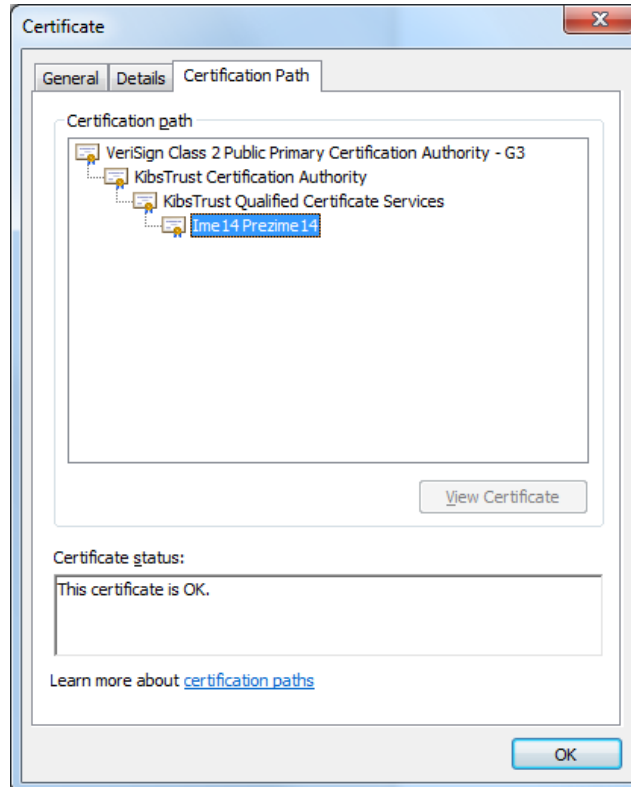 Certificate
General
Details
Certification Path
Certification path
VeriSign Class 2 Public Primary Certification Authority - G3
KibsTrust Certification Authority
KibsTrust Qualified Certificate Services
Ime14 Prezime14
View Certificate
Certificate status:
This certificate is OK.
Learn more about certification paths
OK